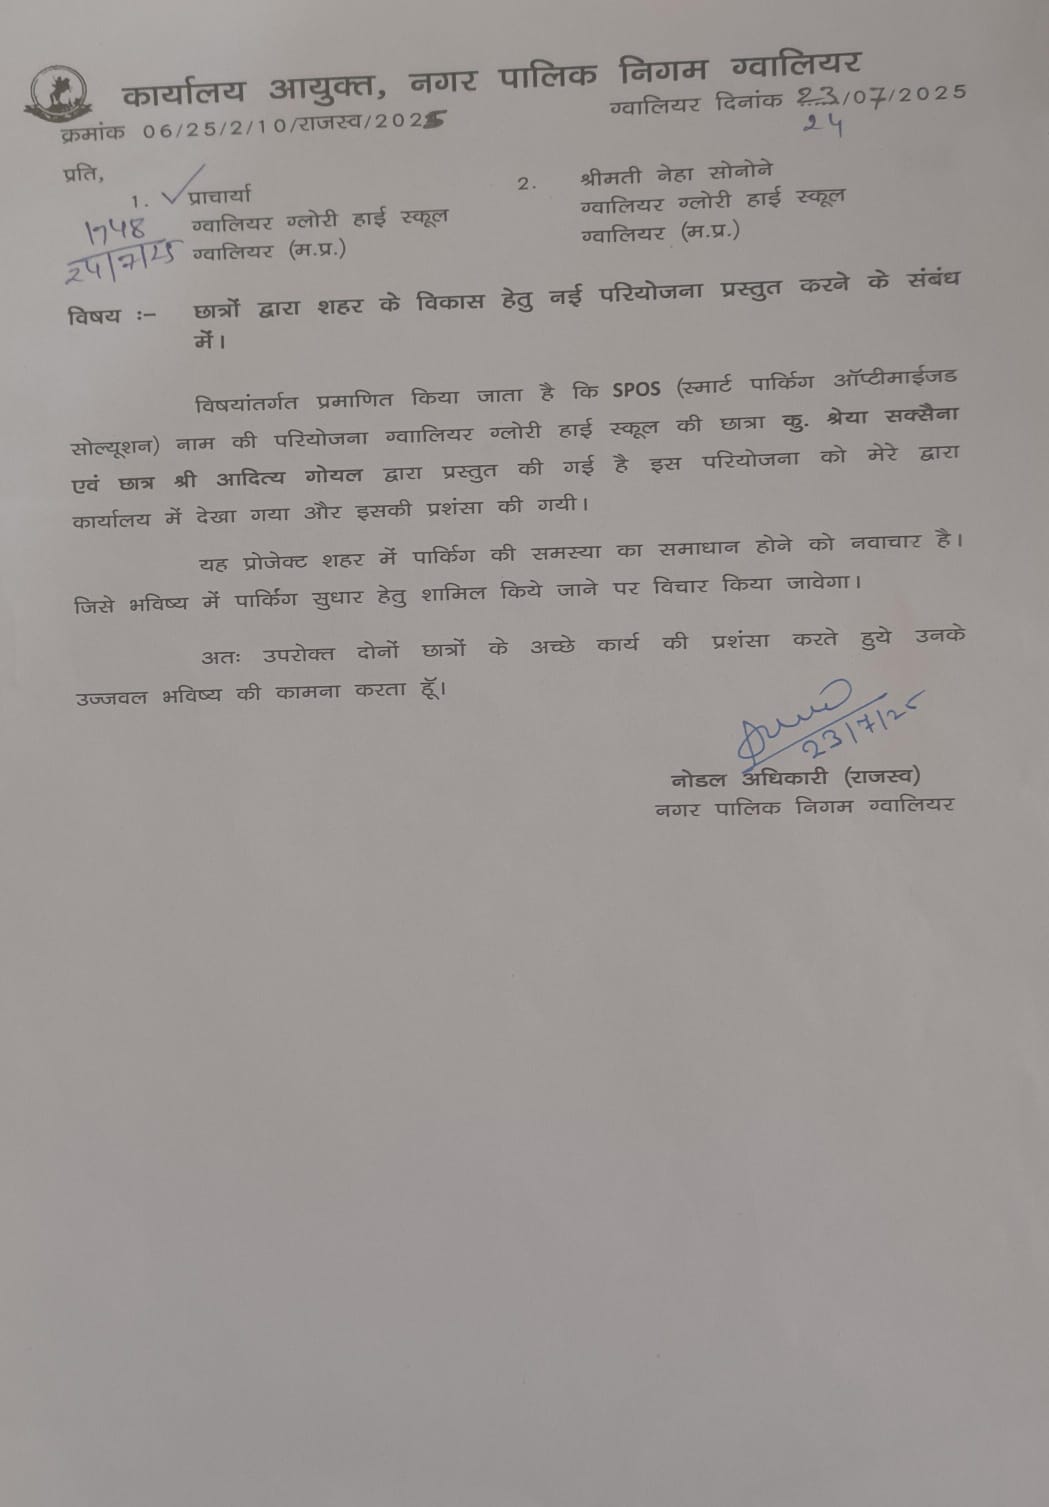 कार्यालय आयुक्त, नगर पालिक निगम ग्वालियर
क्रमांक 06/25/2/10/राजस्व/2025
ग्वालियर दिनांक 23/07/2025
24
प्रति,
1. प्राचार्या
ग्वालियर ग्लोरी हाई स्कूल
ग्वालियर (म.प्र.)
1748
24/7/25
2. श्रीमती नेहा सोनोने
ग्वालियर ग्लोरी हाई स्कूल
ग्वालियर (म.प्र.)
विषय :– छात्रों द्वारा शहर के विकास हेतु नई परियोजना प्रस्तुत करने के संबंध
में।
विषयांतर्गत प्रमाणित किया जाता है कि SPOS (स्मार्ट पार्किग ऑप्टीमाईजड
सोल्यूशन) नाम की परियोजना ग्वाालियर ग्लोरी हाई स्कूल की छात्रा कु. श्रेया सक्सैना
एवं छात्र श्री आदित्य गोयल द्वारा प्रस्तुत की गई है इस परियोजना को मेरे द्वारा
कार्यालय में देखा गया और इसकी प्रशंसा की गयी।
यह प्रोजेक्ट शहर में पार्किग की समस्या का समाधान होने को नवाचार है।
जिसे भविष्य में पार्किंग सुधार हेतु शामिल किये जाने पर विचार किया जावेगा।
अतः उपरोक्त दोनों छात्रों के अच्छे कार्य की प्रशंसा करते हुये उनके
उज्जवल भविष्य की कामना करता हूॅं।
23/7/25
नोडल अधिकारी (राजस्व)
नगर पालिक निगम ग्वालियर